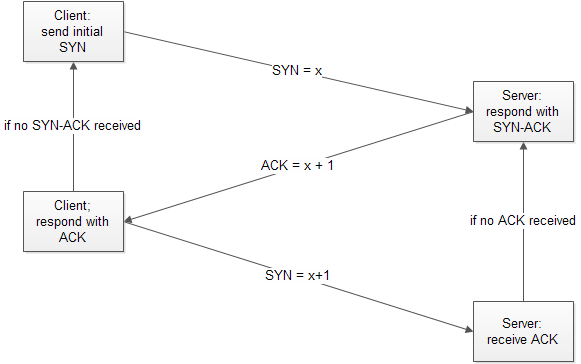 Client:
send initial
SYN
SYN = x
Server:
respond with
SYN-ACK
if no SYN-ACK received
ACK = x + 1
Client;
respond with
ACK
if no ACK received
SYN = x+1
Server:
receive ACK